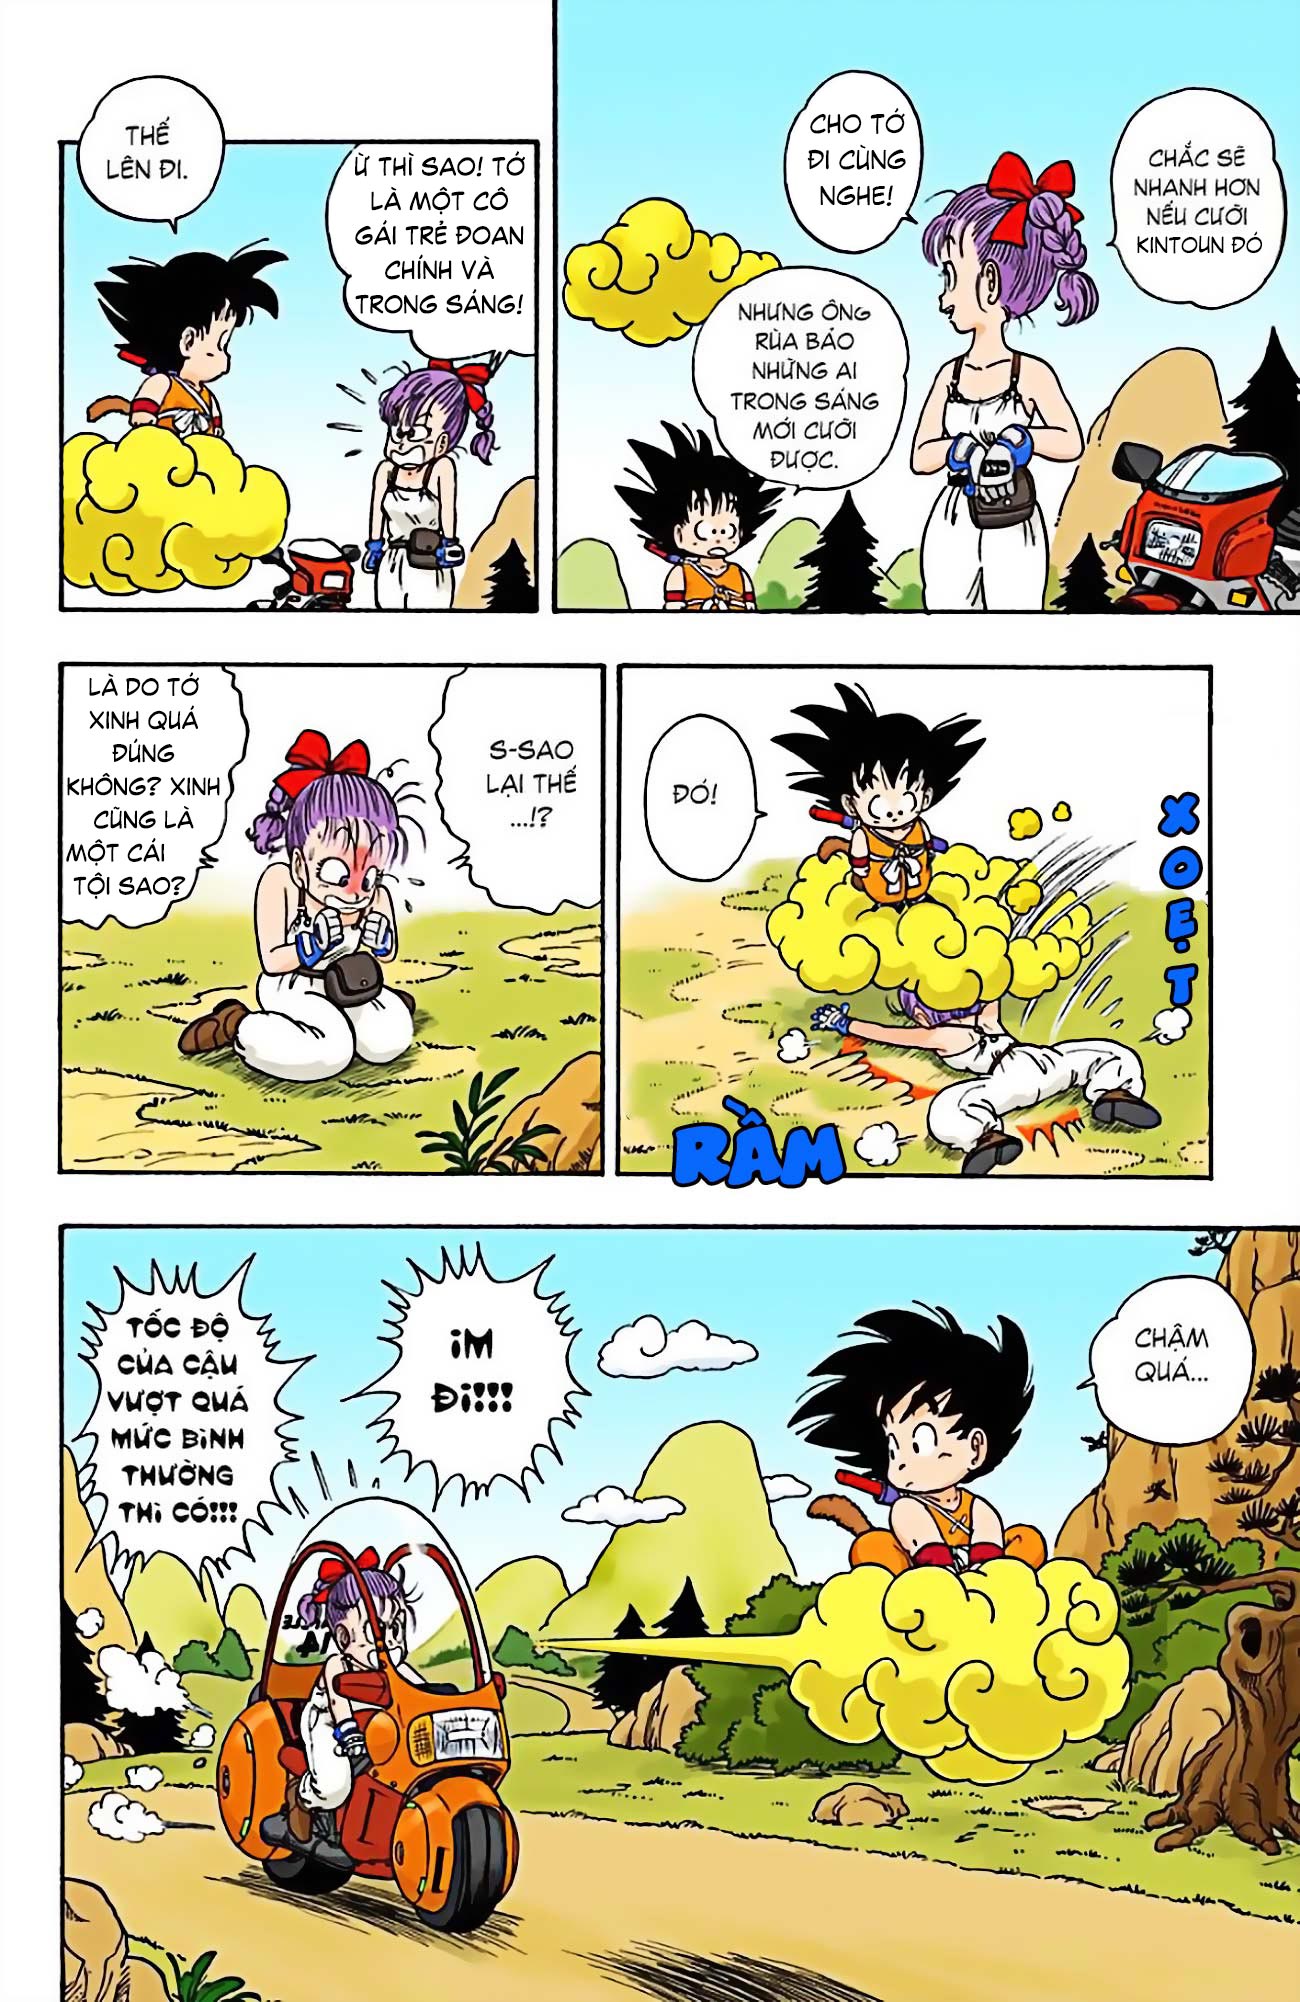 CHẮC SẼ
NHANH HƠN
NẾU CƯỠI
KINTOUN ĐÓ
CHO TỚ
ĐI CÙNG
NGHE!
NHƯNG ÔNG
RÙA BẢO
NHỮNG AI
TRONG SÁNG
MỚI CƯỠI
ĐƯỢC.
Ừ THÌ SAO! TỚ
LÀ MỘT CÔ
GÁI TRẺ ĐOAN
CHÍNH VÀ
TRONG SÁNG!
THẾ
LÊN ĐI.
XOẸT
ĐÓ!
RẦM
S-SAO
LẠI THẾ
...!?
LÀ DO TỚ
XINH QUÁ
ĐÚNG
KHÔNG? XINH
CŨNG LÀ
MỘT CÁI
TỘI SAO?
CHẬM
QUÁ...
IM
ĐI!!!
TỐC ĐỘ
CỦA CẬU
VƯỢT QUÁ
MỨC BÌNH
THƯỜNG
THÌ CÓ!!!